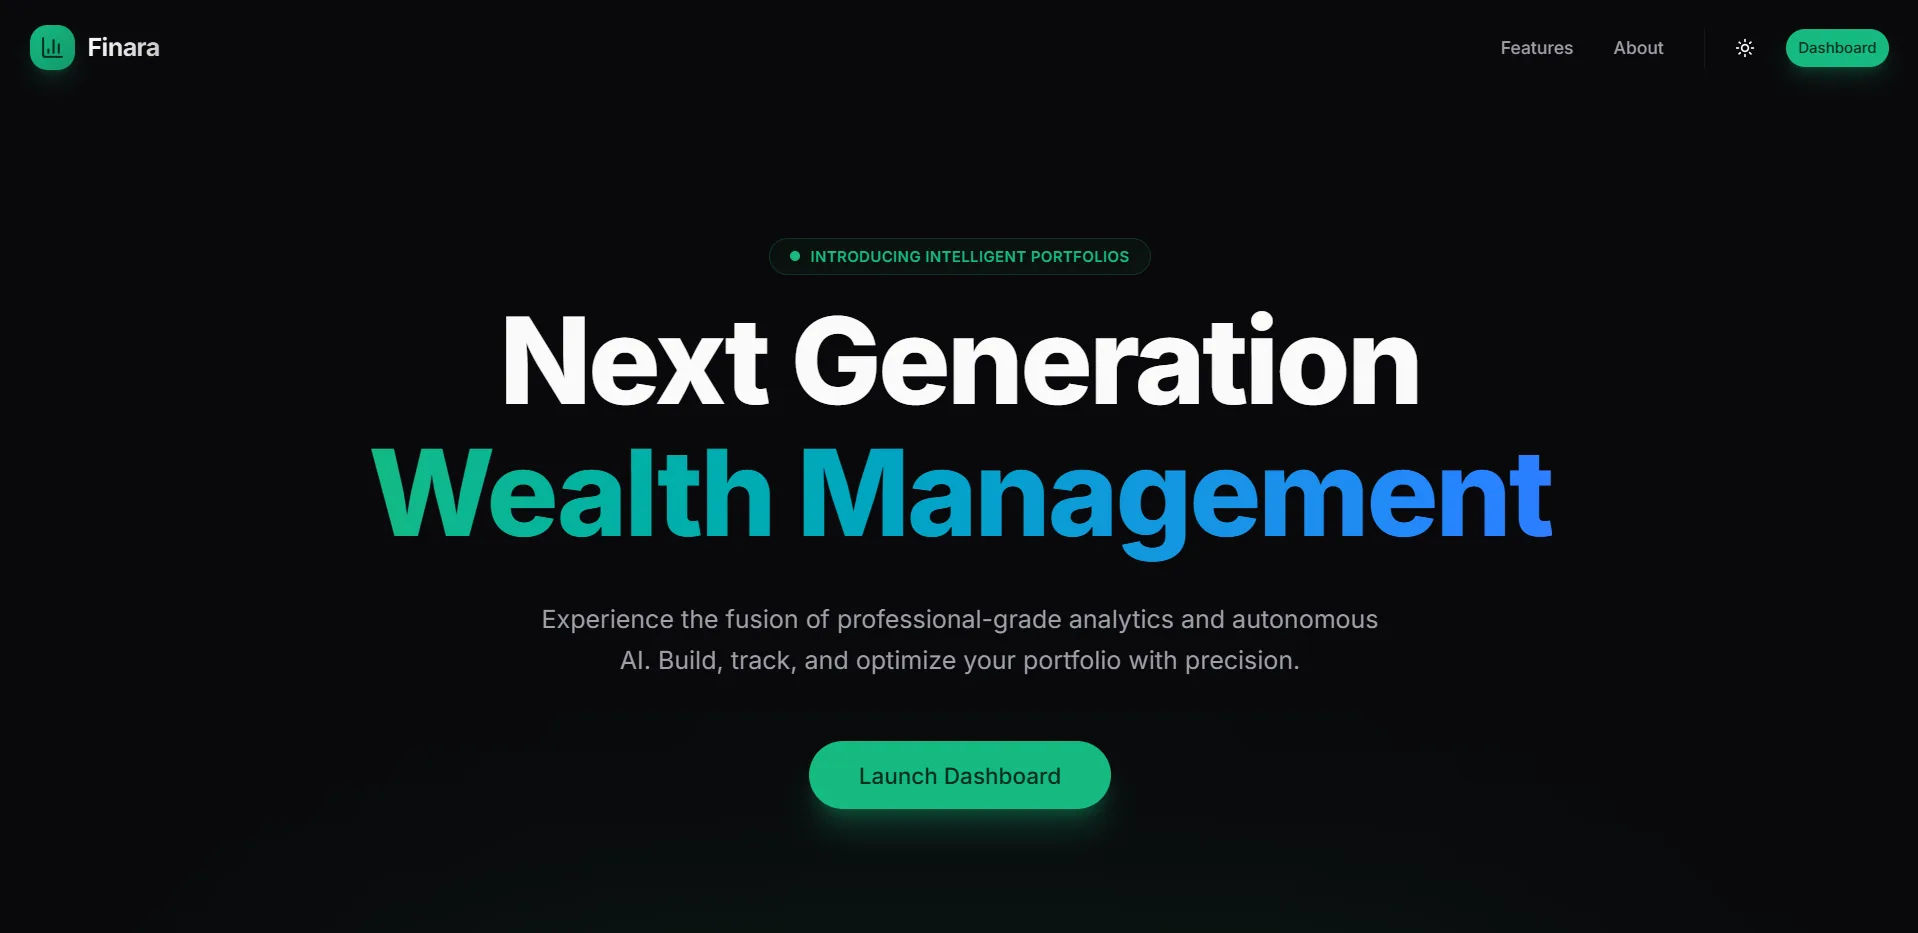 Finara
Features
About
Dashboard
INTRODUCING INTELLIGENT PORTFOLIOS
Next Generation
Wealth Management
Experience the fusion of professional-grade analytics and autonomous
AI. Build, track, and optimize your portfolio with precision.
Launch Dashboard